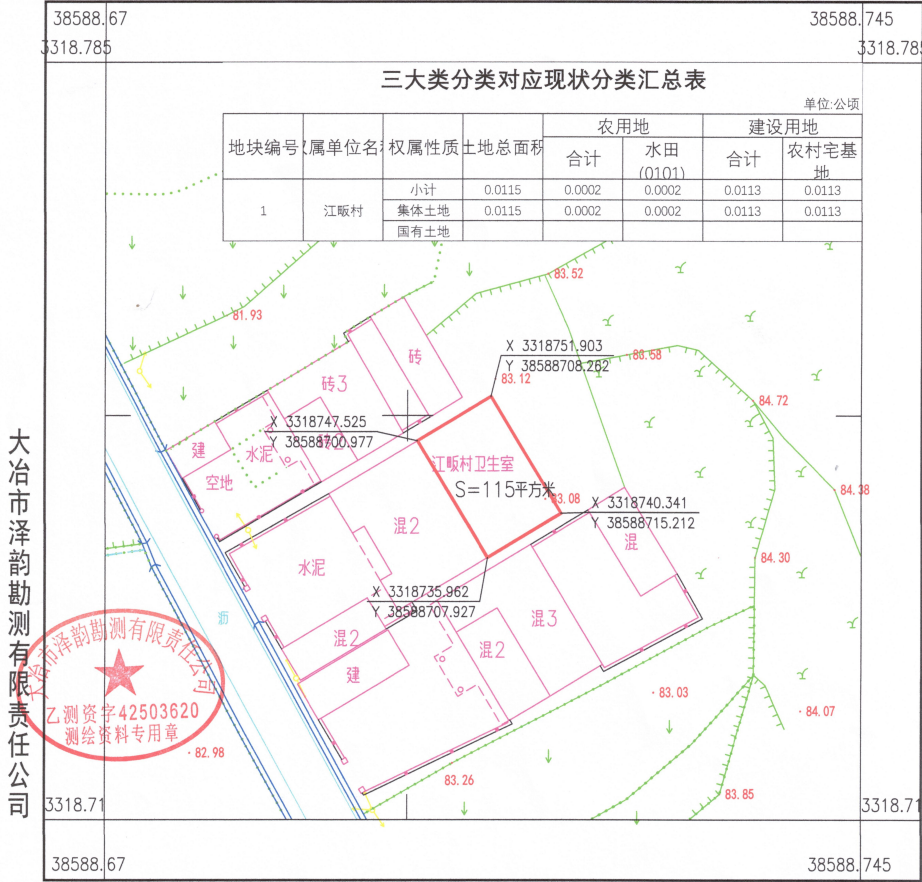 38588.67
38588.745
3318.785
3318.785
三大类分类对应现状分类汇总表
单位:公顷
地块编号 权属单位名称 权属性质 土地总面积 农用地 建设用地
合计 水田(0101) 合计 农村宅基地
1 江畈村 小计 0.0115 0.0002 0.0002 0.0113 0.0113
集体土地 0.0115 0.0002 0.0002 0.0113 0.0113
国有土地
83.52
81.93
X 3318751.903
Y 38588708.262
83.58
砖
砖3
83.12
84.72
X 3318747.525
Y 38588700.977
建
水泥
空地
江畈村卫生室
S=115平方米
83.08
84.38
X 3318740.341
Y 38588715.212
混2
混
水泥
84.30
X 3318735.962
Y 38588707.927
沥
混2
混3
混2
建
83.03
84.07
82.98
83.26
83.85
大冶市泽韵勘测有限责任公司
大冶市泽韵勘测有限责任公司
乙测资字42503620
测绘资料专用章
3318.71
3318.71
38588.67
38588.745